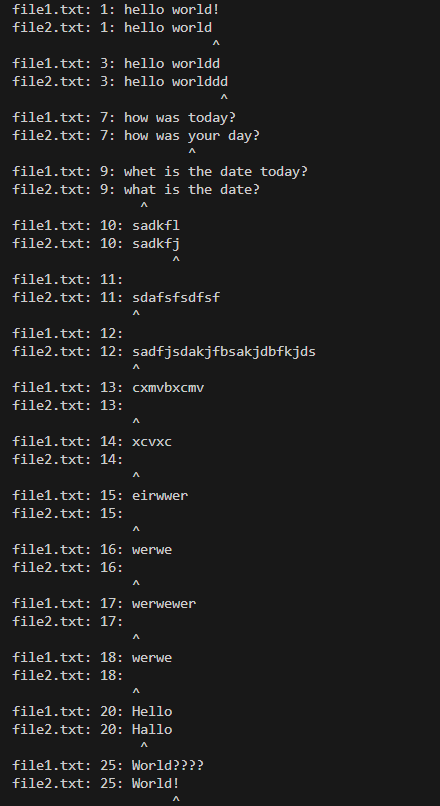 file1.txt: 1: hello world!
file2.txt: 1: hello world
                         ^
file1.txt: 3: hello worldd
file2.txt: 3: hello worlddd
                          ^
file1.txt: 7: how was today?
file2.txt: 7: how was your day?
                      ^
file1.txt: 9: whet is the date today?
file2.txt: 9: what is the date?
                ^
file1.txt: 10: sadkfl
file2.txt: 10: sadkfj
                    ^
file1.txt: 11:
file2.txt: 11: sdafsfsdfsf
               ^
file1.txt: 12:
file2.txt: 12: sadfjsdakjfbsakjdbfkjds
               ^
file1.txt: 13: cxmvbxcmv
file2.txt: 13:
               ^
file1.txt: 14: xcvxc
file2.txt: 14:
               ^
file1.txt: 15: eirwwer
file2.txt: 15:
               ^
file1.txt: 16: werwe
file2.txt: 16:
               ^
file1.txt: 17: werwewer
file2.txt: 17:
               ^
file1.txt: 18: werwe
file2.txt: 18:
               ^
file1.txt: 20: Hello
file2.txt: 20: Hallo
                ^
file1.txt: 25: World????
file2.txt: 25: World!
                    ^